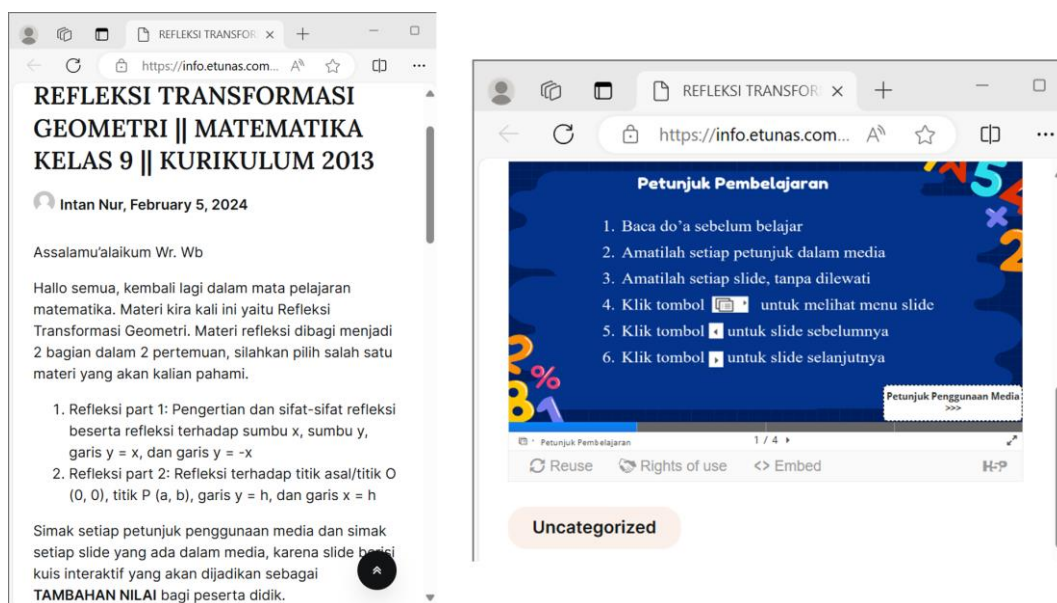 REFLEKSI TRANSFOR
https://info.etunas.com...
REFLEKSI TRANSFORMASI
GEOMETRI || MATEMATIKA
KELAS 9 || KURIKULUM 2013
Intan Nur, February 5, 2024
Assalamu'alaikum Wr. Wb
Hallo semua, kembali lagi dalam mata pelajaran
matematika. Materi kira kali ini yaitu Refleksi
Transformasi Geometri. Materi refleksi dibagi menjadi
2 bagian dalam 2 pertemuan, silahkan pilih salah satu
materi yang akan kalian pahami.
1. Refleksi part 1: Pengertian dan sifat-sifat refleksi
beserta refleksi terhadap sumbu x, sumbu y,
garis y = x, dan garis y = -x
2. Refleksi part 2: Refleksi terhadap titik asal/titik O
(0, 0), titik P (a, b), garis y = h, dan garis x = h
Simak setiap petunjuk penggunaan media dan simak
setiap slide yang ada dalam media, karena slide berisi
kuis interaktif yang akan dijadikan sebagai
TAMBAHAN NILAI bagi peserta didik.
REFLEKSI TRANSFOR
https://info.etunas.com...
Petunjuk Pembelajaran
1. Baca do'a sebelum belajar
2. Amatilah setiap petunjuk dalam media
3. Amatilah setiap slide, tanpa dilewati
4. Klik tombol untuk melihat menu slide
5. Klik tombol untuk slide sebelumnya
6. Klik tombol untuk slide selanjutnya
Petunjuk Penggunaan Media
>>>
Petunjuk Pembelajaran
1 / 4
Reuse Rights of use <> Embed H-P
Uncategorized